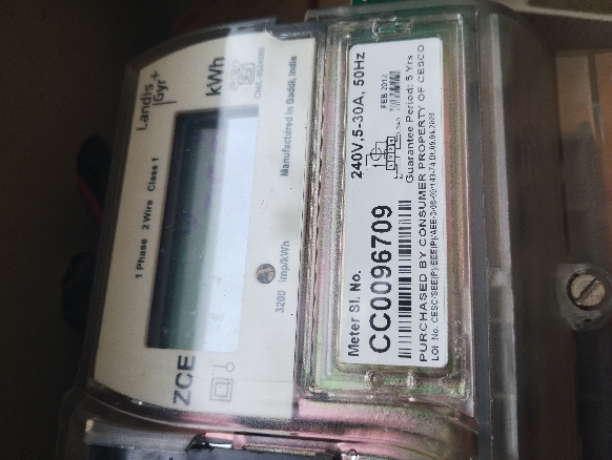 Landis
Gyr+
kWh
1 Phase 2 Wire Class 1
Manufactured in Baddi, India
3200 imp/kWh
ZCE
240V,5-30A, 50Hz
FEB 2012
Guarantee Period: 5 Yrs
Meter Sl. No.
CC0096709
PURCHASED BY CONSUMER PROPERTY OF CESCO